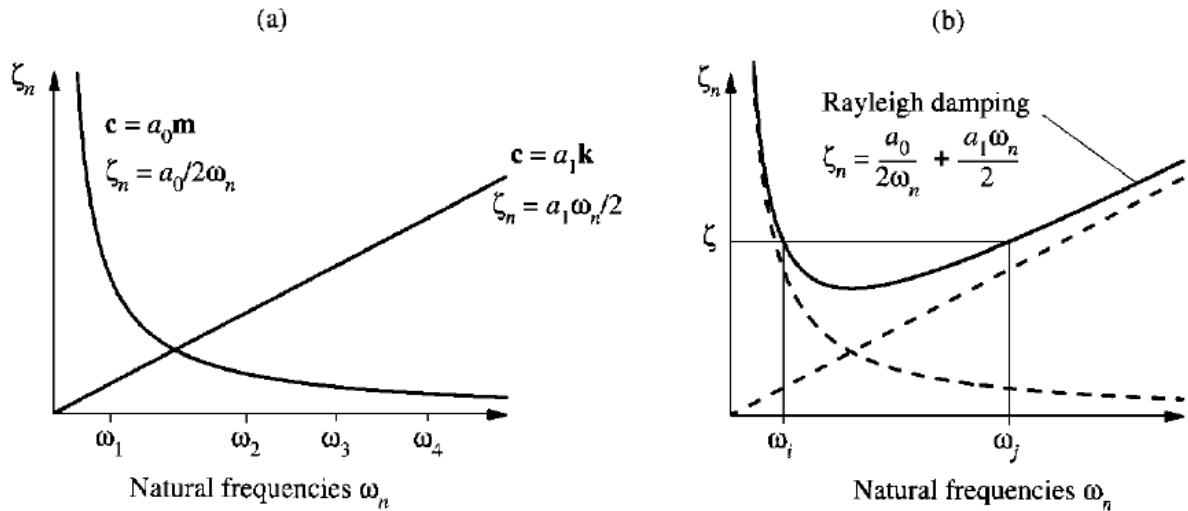 (a)
ζₙ
c = a₀m
ζₙ = a₀/2ωₙ
c = a₁k
ζₙ = a₁ωₙ/2
ω₁ ω₂ ω₃ ω₄
Natural frequencies ωₙ
(b)
ζₙ
Rayleigh damping
ζₙ = a₀/2ωₙ + a₁ωₙ/2
ζ
ωᵢ ωⱼ
Natural frequencies ωₙ